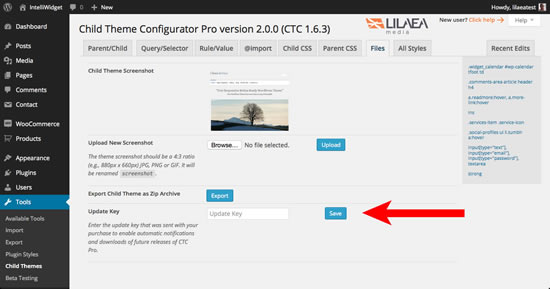 IntelliWidget
0
New
Howdy, lilaeatest
Dashboard
Posts
Media
Pages
Comments
Contact
WooCommerce
Products
Appearance
Plugins
Users
Tools
Available Tools
Import
Export
Plugin Styles
Child Themes
Beta Testing
Child Theme Configurator Pro version 2.0.0 (CTC 1.6.3)
LILAEA
media
New user? Click help →
Help
Parent/Child
Query/Selector
Rule/Value
@import
Child CSS
Parent CSS
Files
All Styles
Recent Edits
Child Theme Screenshot
Upload New Screenshot
The theme screenshot should be a 4:3 ratio
(e.g., 880px x 660px) JPG, PNG or GIF. It will
be renamed screenshot.
Browse...
No file selected.
Upload
Export Child Theme as Zip Archive
Export
Update Key
Enter the update key that was sent with your
purchase to enable automatic notifications
and downloads of future releases of CTC
Pro.
Update Key
Save
.widget_calendar #wp-calendar
tfoot td
.comments-area article header
h4
a.readmore:hover, a.more-
link:hover
ins
.services-item .service-icon
.social-profiles ul li.tumblr
a:hover
input[type="text"],
input[type="email"],
input[type="password"],
textarea
strong